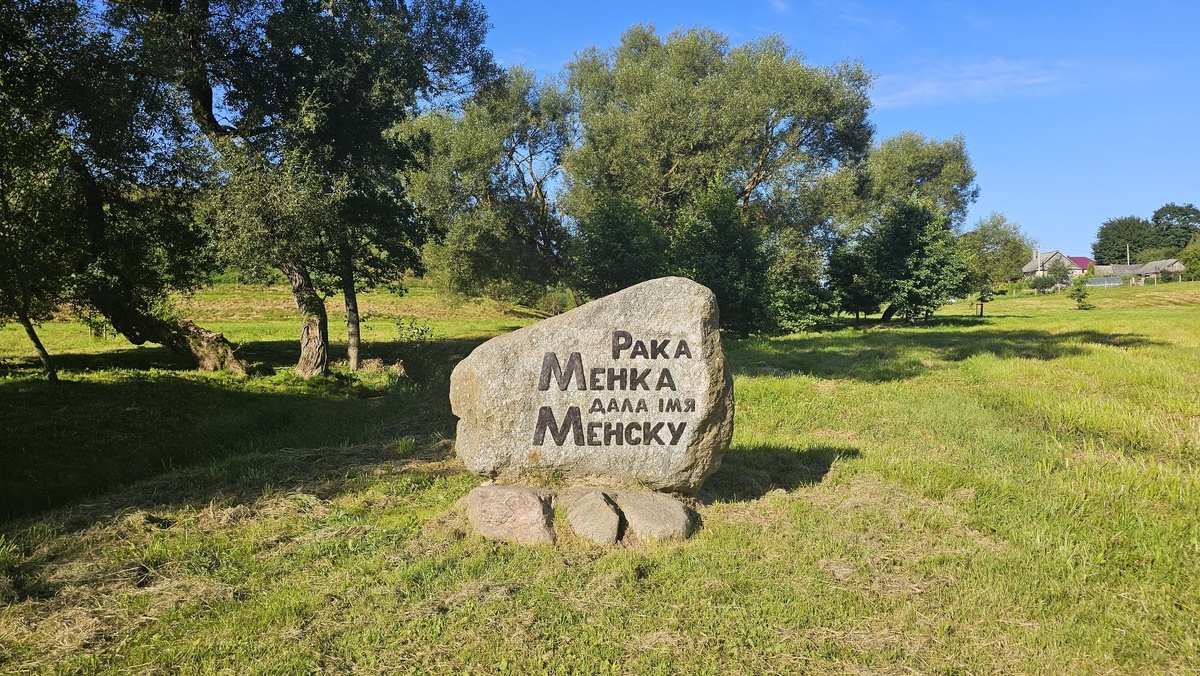 Рака
Менка
дала імя
Менску